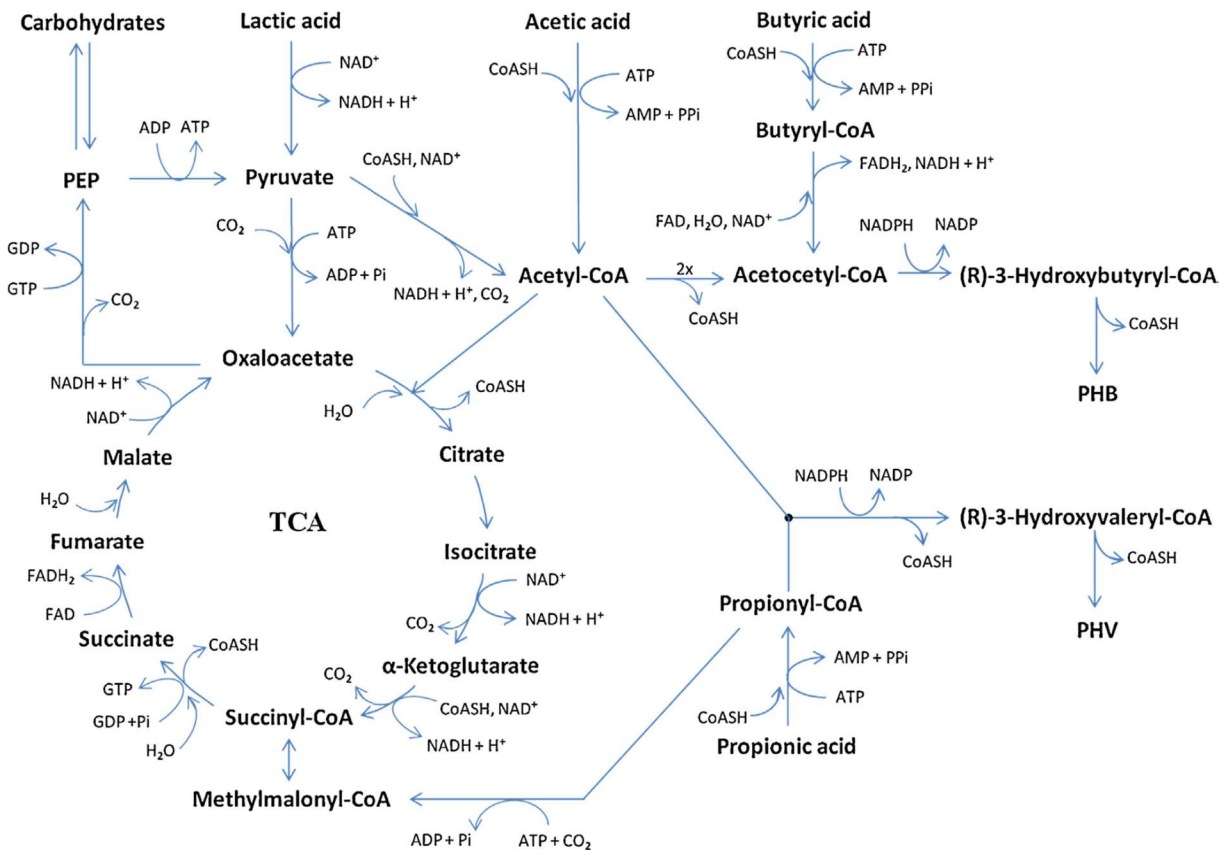 Carbohydrates
Lactic acid
Acetic acid
Butyric acid
NAD⁺
NADH + H⁺
CoASH
ATP
AMP + PPi
CoASH
ATP
AMP + PPi
Butyryl-CoA
ADP ATP
PEP
Pyruvate
CoASH, NAD⁺
FADH₂, NADH + H⁺
FAD, H₂O, NAD⁺
NADPH NADP
GDP
GTP
CO₂
CO₂
ATP
ADP + Pi
NADH + H⁺, CO₂
Acetyl-CoA
2x
CoASH
Acetocetyl-CoA
(R)-3-Hydroxybutyryl-CoA
CoASH
PHB
Oxaloacetate
NADH + H⁺
NAD⁺
H₂O
CoASH
Malate
Citrate
H₂O
TCA
NADPH NADP
Fumarate
Isocitrate
(R)-3-Hydroxyvaleryl-CoA
CoASH
CoASH
FADH₂
FAD
NAD⁺
CO₂
NADH + H⁺
Propionyl-CoA
PHV
Succinate
α-Ketoglutarate
CoASH
GTP
GDP +Pi
H₂O
CO₂
CoASH, NAD⁺
NADH + H⁺
Succinyl-CoA
AMP + PPi
ATP
CoASH
Propionic acid
Methylmalonyl-CoA
ADP + Pi
ATP + CO₂